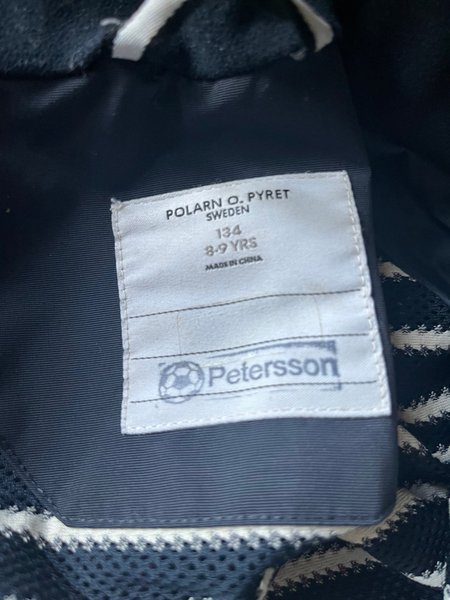 POLARN O. PYRET
SWEDEN
134
8-9 YRS
MADE IN CHINA
Petersson